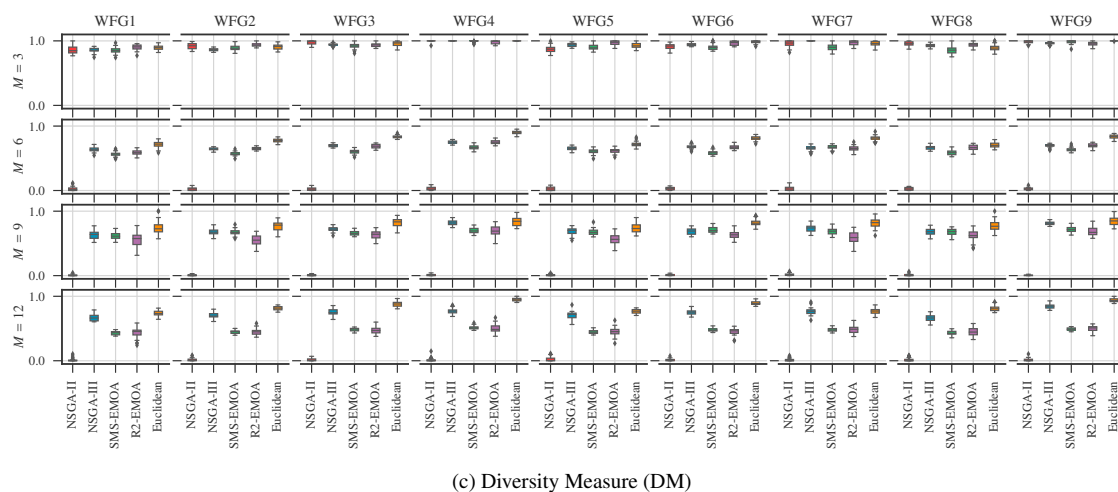 WFG1 WFG2 WFG3 WFG4 WFG5 WFG6 WFG7 WFG8 WFG9
M = 3
1.0
0.0
M = 6
1.0
0.0
M = 9
1.0
0.0
M = 12
1.0
0.0
NSGA-II NSGA-III SMS-EMOA R2-EMOA Euclidean NSGA-II NSGA-III SMS-EMOA R2-EMOA Euclidean NSGA-II NSGA-III SMS-EMOA R2-EMOA Euclidean NSGA-II NSGA-III SMS-EMOA R2-EMOA Euclidean NSGA-II NSGA-III SMS-EMOA R2-EMOA Euclidean NSGA-II NSGA-III SMS-EMOA R2-EMOA Euclidean NSGA-II NSGA-III SMS-EMOA R2-EMOA Euclidean NSGA-II NSGA-III SMS-EMOA R2-EMOA Euclidean NSGA-II NSGA-III SMS-EMOA R2-EMOA Euclidean
(c) Diversity Measure (DM)